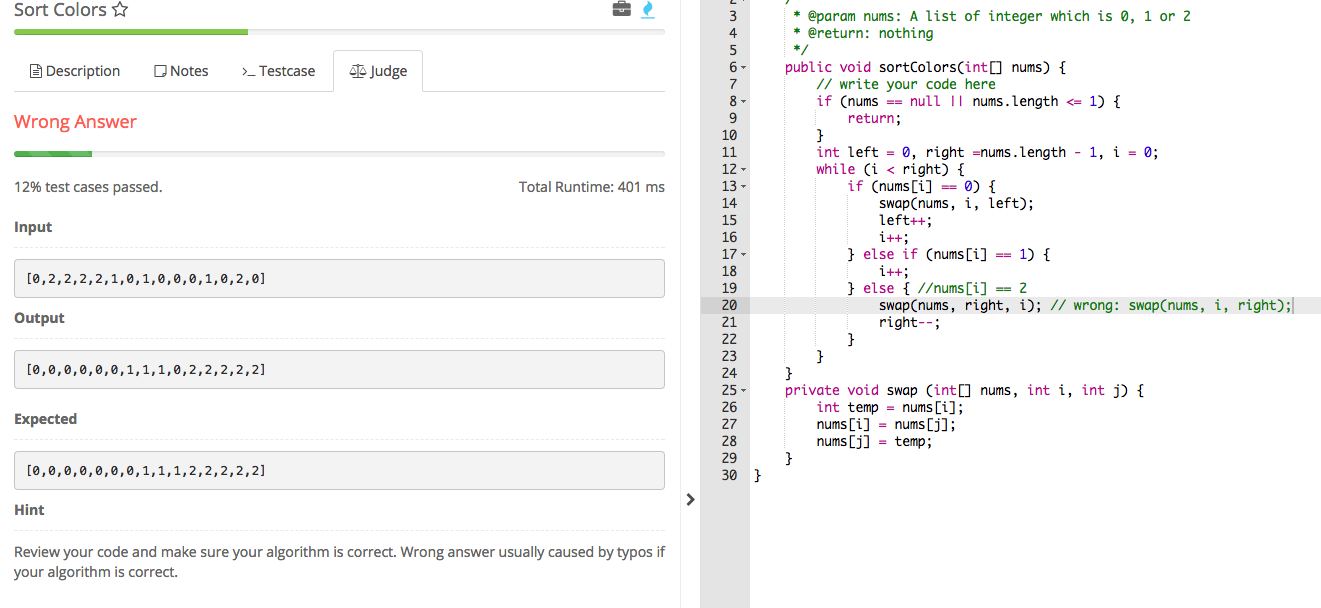 Sort Colors
Description
Notes
>_ Testcase
Judge
Wrong Answer
12% test cases passed.
Total Runtime: 401 ms
Input
[0,2,2,2,2,1,0,1,0,0,0,1,0,2,0]
Output
[0,0,0,0,0,0,1,1,1,0,2,2,2,2,2]
Expected
[0,0,0,0,0,0,0,1,1,1,2,2,2,2,2]
Hint
Review your code and make sure your algorithm is correct. Wrong answer usually caused by typos if
your algorithm is correct.
3 * @param nums: A list of integer which is 0, 1 or 2
4 * @return: nothing
5 */
6 public void sortColors(int[] nums) {
7 // write your code here
8 if (nums == null || nums.length <= 1) {
9 return;
10 }
11 int left = 0, right =nums.length - 1, i = 0;
12 while (i < right) {
13 if (nums[i] == 0) {
14 swap(nums, i, left);
15 left++;
16 i++;
17 } else if (nums[i] == 1) {
18 i++;
19 } else { //nums[i] == 2
20 swap(nums, right, i); // wrong: swap(nums, i, right);
21 right--;
22 }
23 }
24 }
25 private void swap (int[] nums, int i, int j) {
26 int temp = nums[i];
27 nums[i] = nums[j];
28 nums[j] = temp;
29 }
30 }